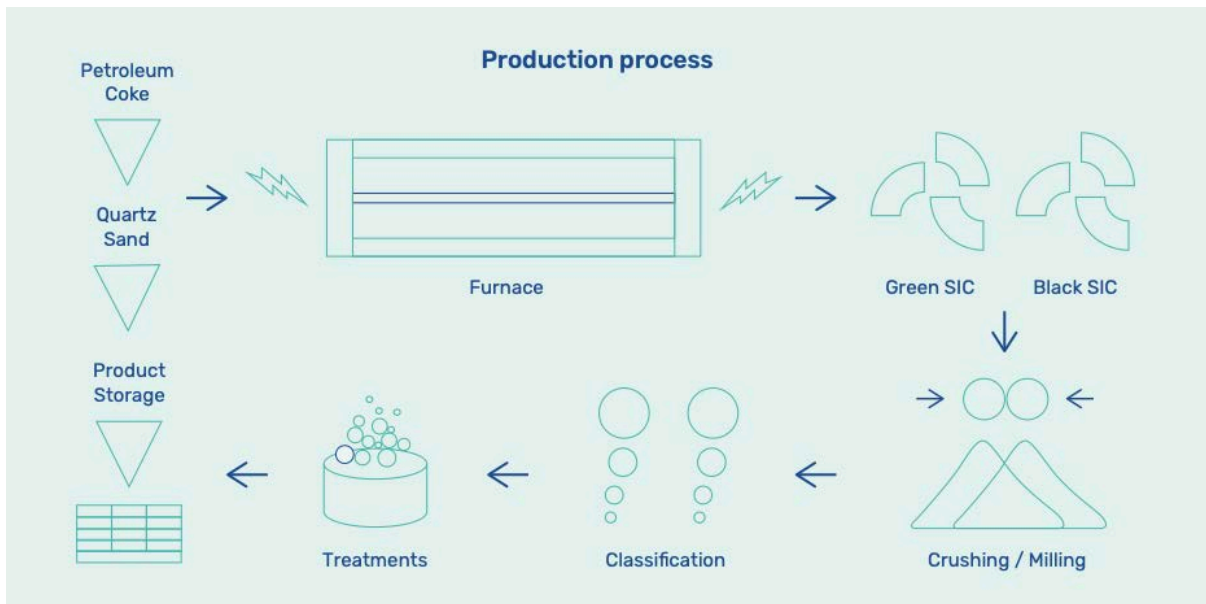 Production process
Petroleum
Coke
Quartz
Sand
Furnace
Green SIC
Black SIC
Product
Storage
Treatments
Classification
Crushing / Milling